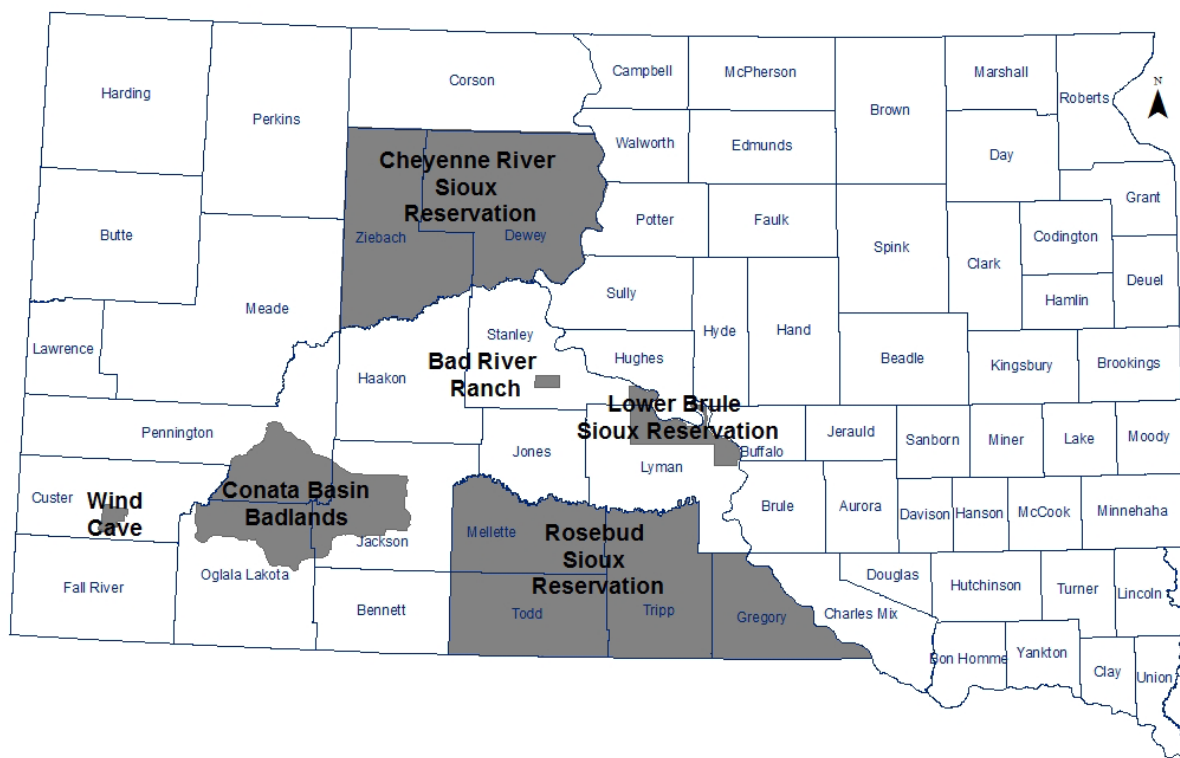 Harding
Perkins
Corson
Campbell
McPherson
Brown
Marshall
Roberts
N
Walworth
Edmunds
Day
Grant
Butte
Cheyenne River
Sioux
Reservation
Ziebach
Dewey
Potter
Faulk
Spink
Clark
Codington
Deuel
Hamlin
Meade
Sully
Hyde
Hand
Lawrence
Haakon
Stanley
Bad River
Ranch
Hughes
Beadle
Kingsbury
Brookings
Lower Brule
Sioux Reservation
Pennington
Jones
Lyman
Buffalo
Jerauld
Sanborn
Miner
Lake
Moody
Custer
Wind
Cave
Conata Basin
Badlands
Jackson
Mellette
Rosebud
Sioux
Reservation
Brule
Aurora
Davison
Hanson
McCook
Minnehaha
Fall River
Oglala Lakota
Bennett
Todd
Tripp
Gregory
Douglas
Charles Mix
Hutchinson
Turner
Lincoln
Bon Homme
Yankton
Clay
Union